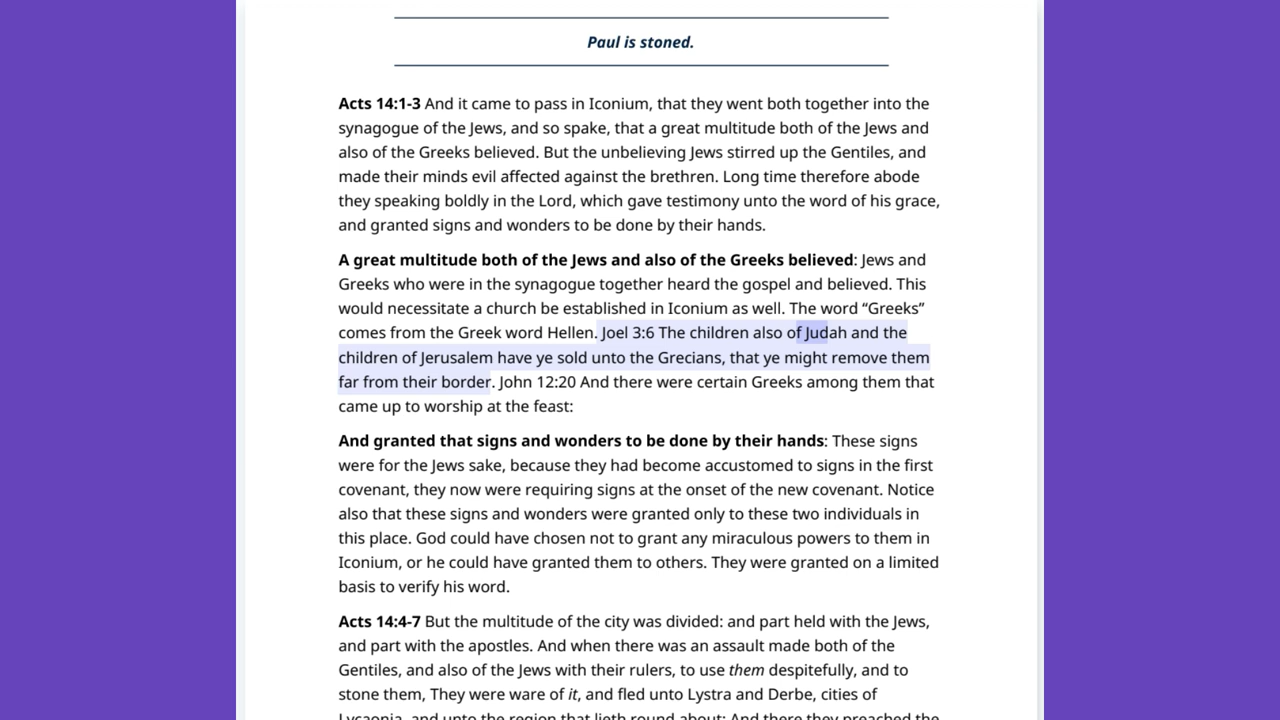 Paul is stoned.
Acts 14:1-3 And it came to pass in Iconium, that they went both together into the
synagogue of the Jews, and so spake, that a great multitude both of the Jews and
also of the Greeks believed. But the unbelieving Jews stirred up the Gentiles, and
made their minds evil affected against the brethren. Long time therefore abode
they speaking boldly in the Lord, which gave testimony unto the word of his grace,
and granted signs and wonders to be done by their hands.
A great multitude both of the Jews and also of the Greeks believed: Jews and
Greeks who were in the synagogue together heard the gospel and believed. This
would necessitate a church be established in Iconium as well. The word “Greeks”
comes from the Greek word Hellen. Joel 3:6 The children also of Judah and the
children of Jerusalem have ye sold unto the Grecians, that ye might remove them
far from their border. John 12:20 And there were certain Greeks among them that
came up to worship at the feast:
And granted that signs and wonders to be done by their hands: These signs
were for the Jews sake, because they had become accustomed to signs in the first
covenant, they now were requiring signs at the onset of the new covenant. Notice
also that these signs and wonders were granted only to these two individuals in
this place. God could have chosen not to grant any miraculous powers to them in
Iconium, or he could have granted them to others. They were granted on a limited
basis to verify his word.
Acts 14:4-7 But the multitude of the city was divided: and part held with the Jews,
and part with the apostles. And when there was an assault made both of the
Gentiles, and also of the Jews with their rulers, to use them despitefully, and to
stone them, They were ware of it, and fled unto Lystra and Derbe, cities of
Lycaonia, and unto the region that lieth round about: And there they preached the